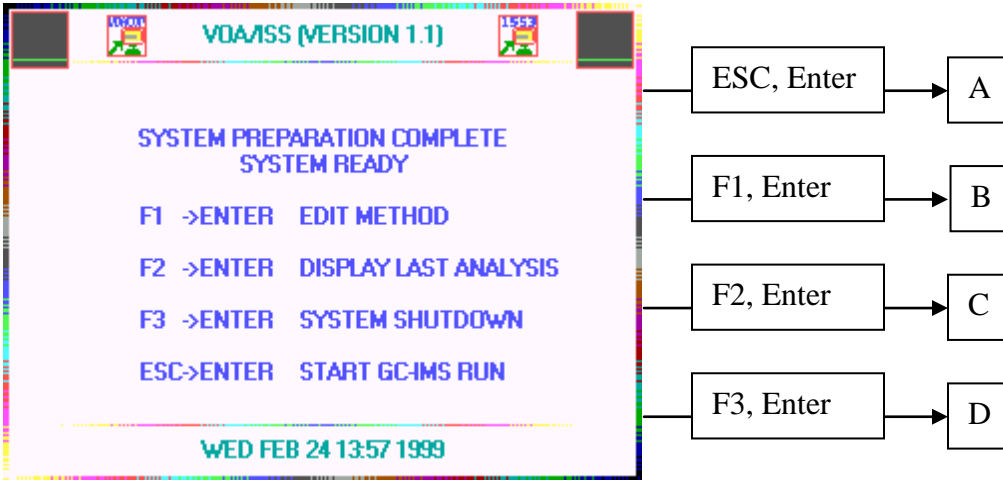 VOA/ISS (VERSION 1.1)
1553
SYSTEM PREPARATION COMPLETE
SYSTEM READY
F1 ->ENTER EDIT METHOD
F2 ->ENTER DISPLAY LAST ANALYSIS
F3 ->ENTER SYSTEM SHUTDOWN
ESC->ENTER START GC-IMS RUN
WED FEB 24 13:57 1999
ESC, Enter
A
F1, Enter
B
F2, Enter
C
F3, Enter
D